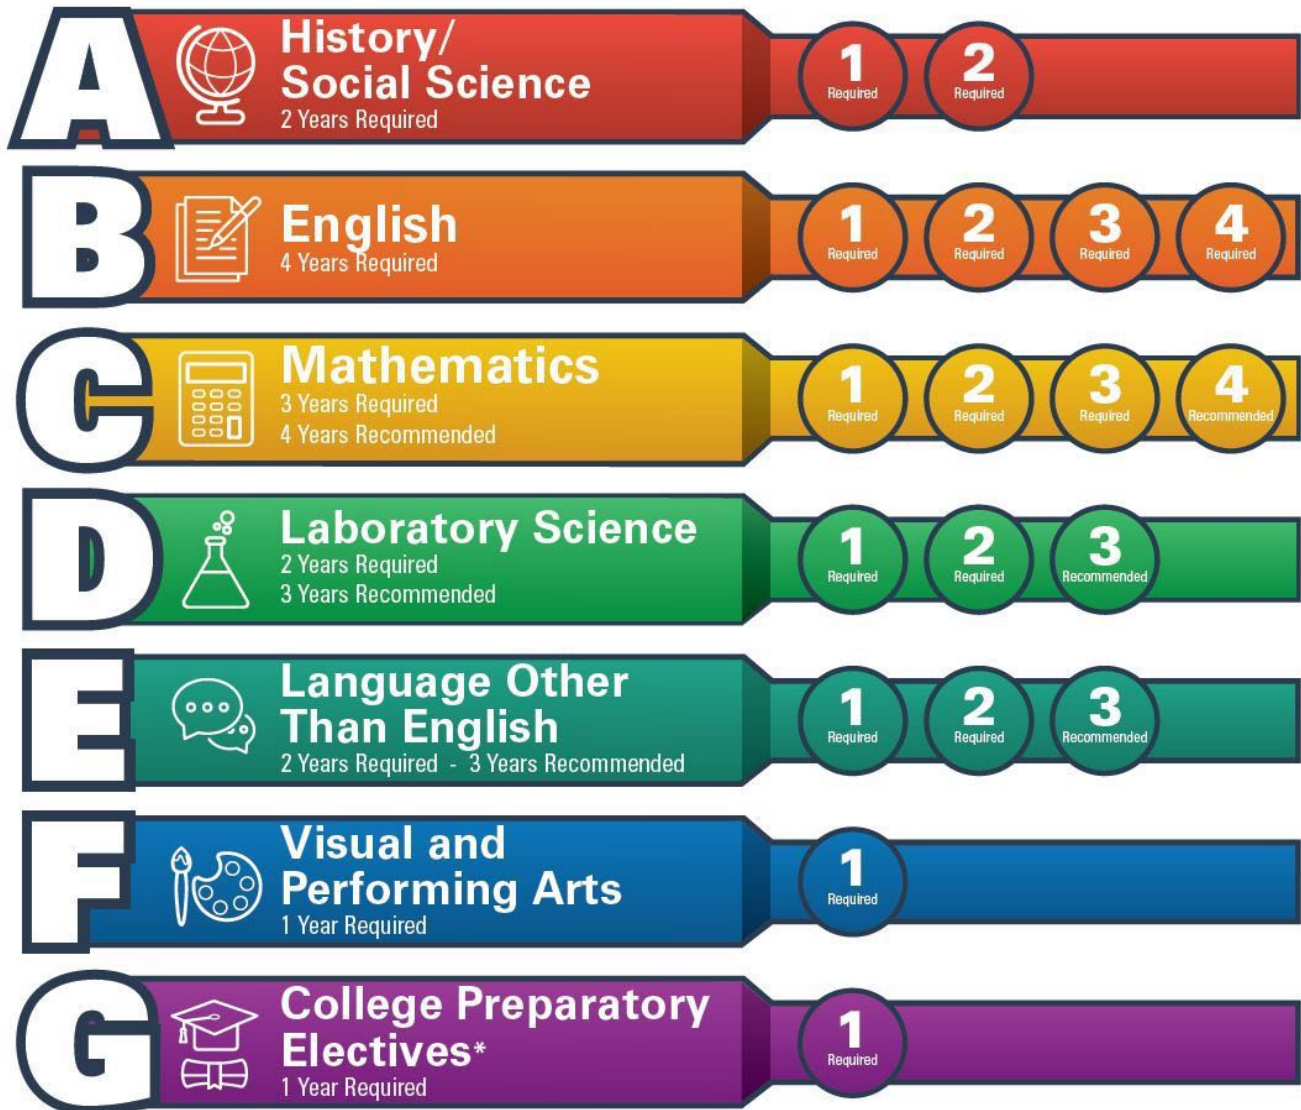 A
History/
Social Science
2 Years Required
1
Required
2
Required
B
English
4 Years Required
1
Required
2
Required
3
Required
4
Required
C
Mathematics
3 Years Required
4 Years Recommended
1
Required
2
Required
3
Required
4
Recommended
D
Laboratory Science
2 Years Required
3 Years Recommended
1
Required
2
Required
3
Recommended
E
Language Other
Than English
2 Years Required - 3 Years Recommended
1
Required
2
Required
3
Recommended
F
Visual and
Performing Arts
1 Year Required
1
Required
G
College Preparatory
Electives*
1 Year Required
1
Required